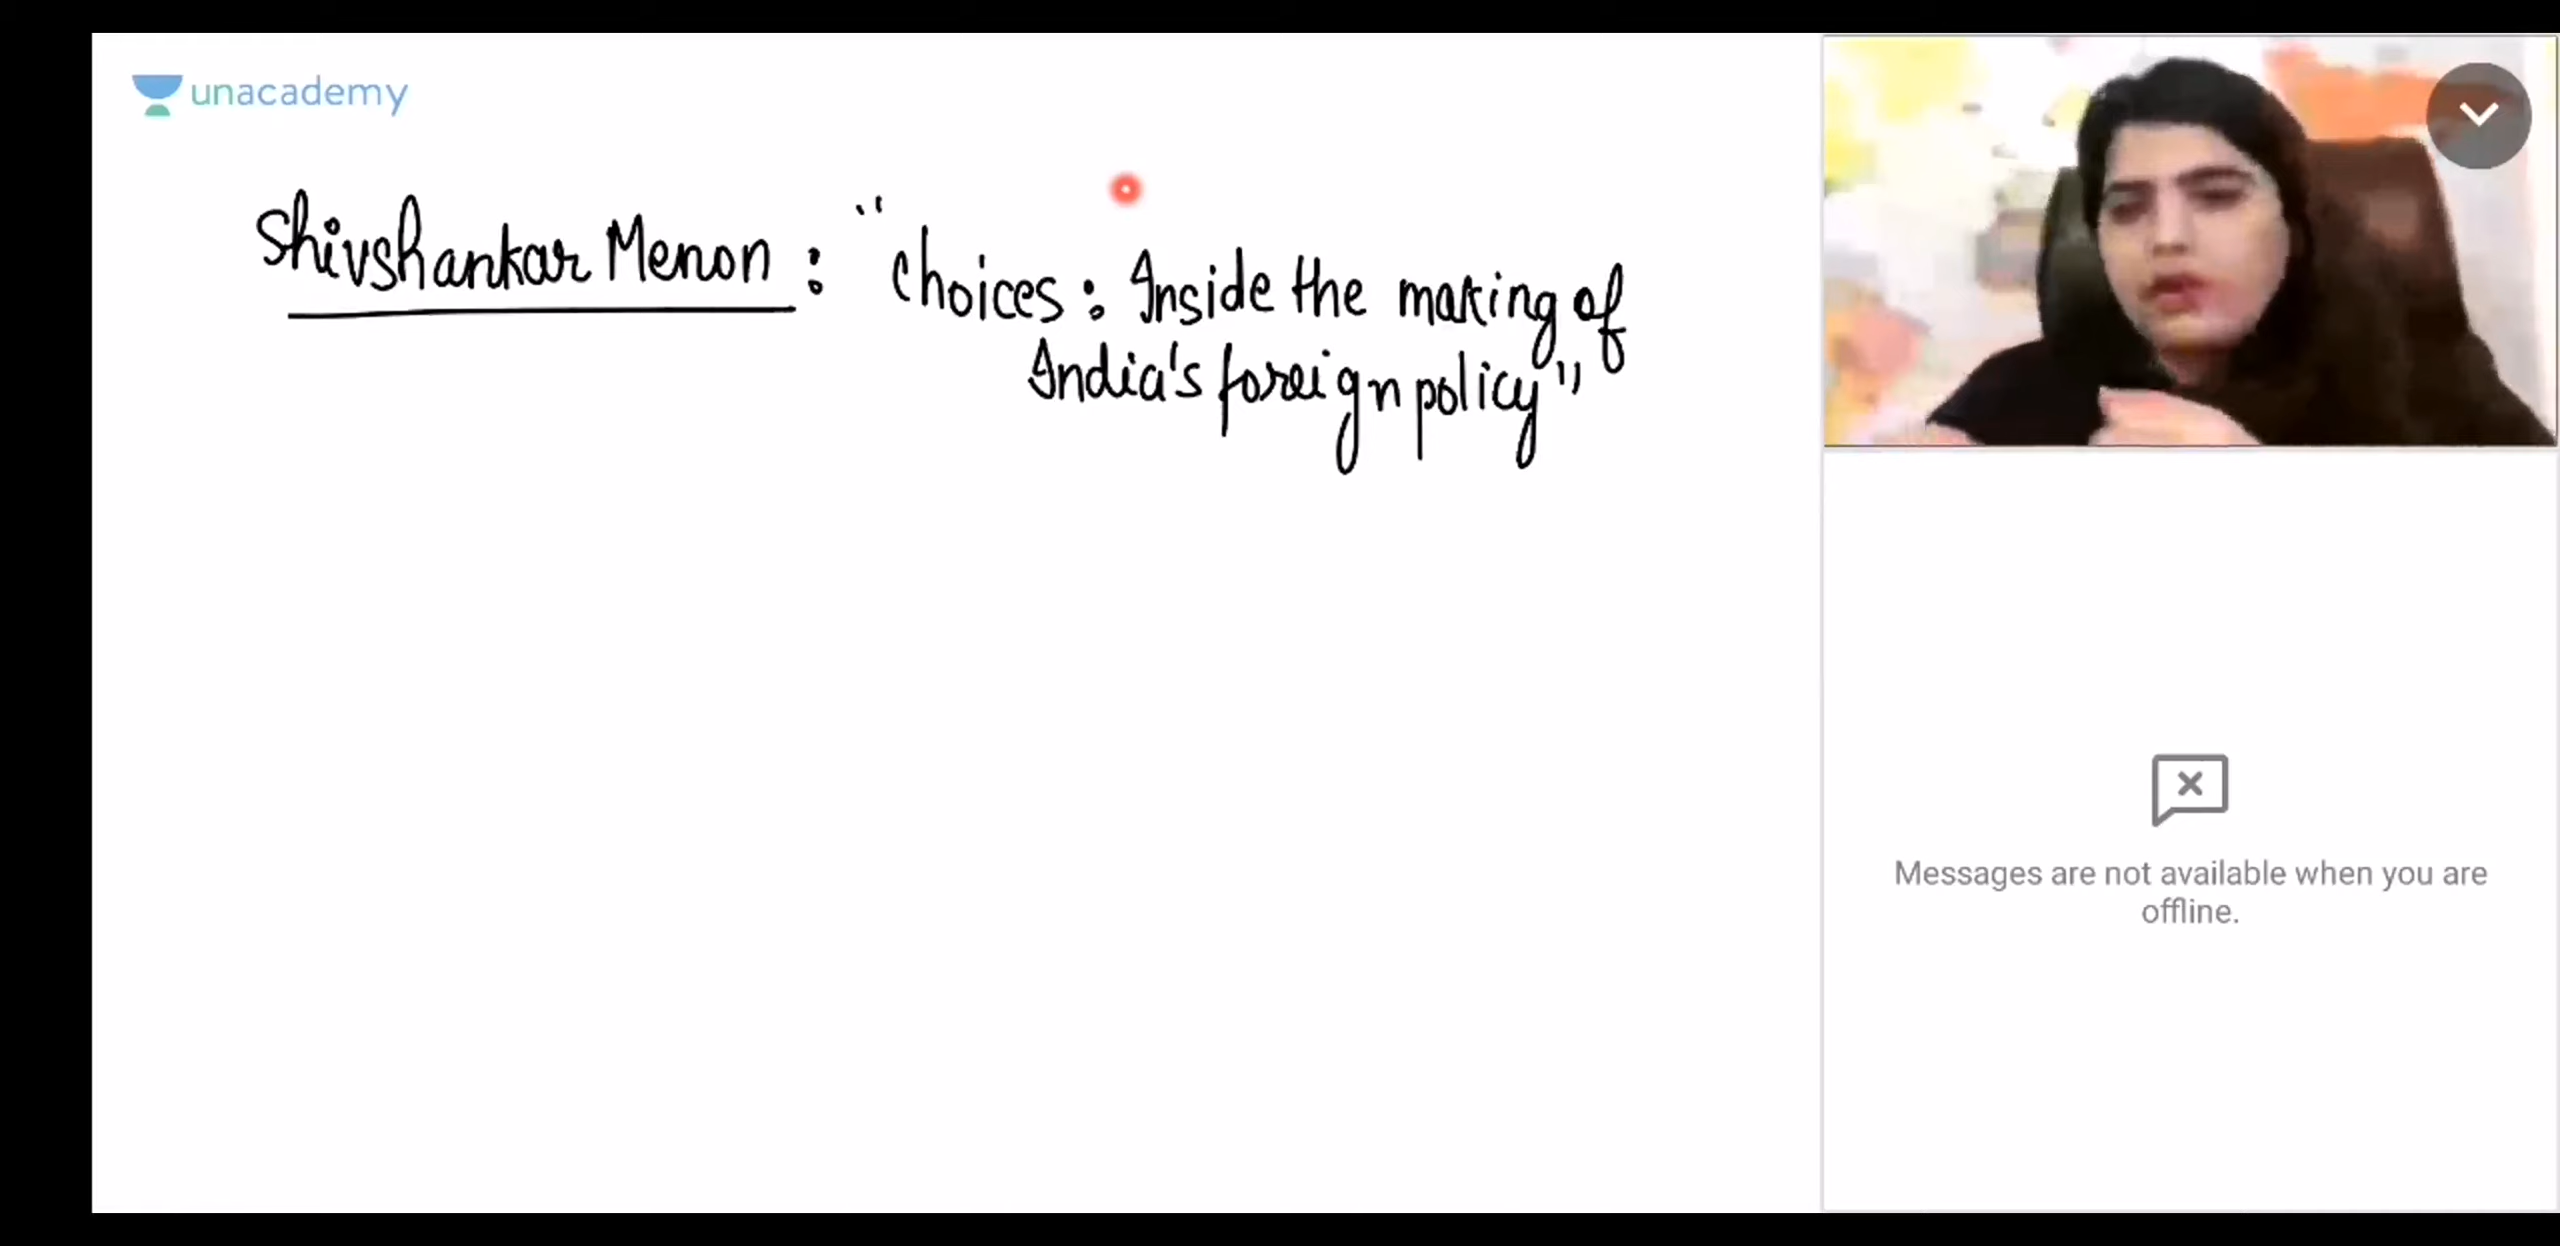 unacademy
Shivshankar Menon : "choices : Inside the making of
India's foreign policy"
Messages are not available when you are
offline.